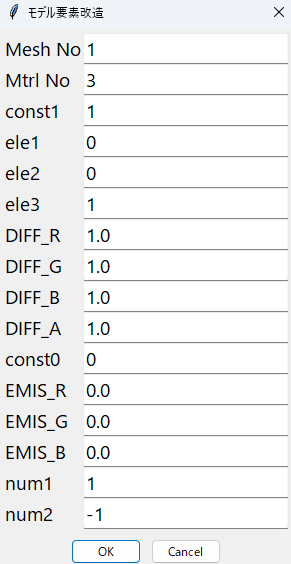 モデル要素改造
Mesh No 1
Mtrl No 3
const1 1
ele1 0
ele2 0
ele3 1
DIFF_R 1.0
DIFF_G 1.0
DIFF_B 1.0
DIFF_A 1.0
const0 0
EMIS_R 0.0
EMIS_G 0.0
EMIS_B 0.0
num1 1
num2 -1
OK Cancel